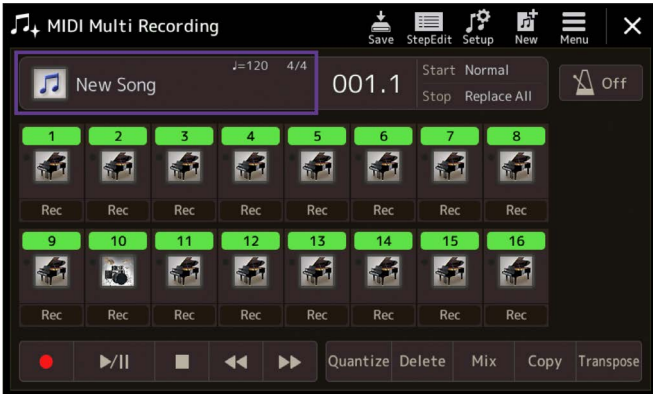 MIDI Multi Recording
Save StepEdit Setup New Menu
New Song
♩=120 4/4
001.1
Start Normal
Stop Replace All
Off
1 2 3 4 5 6 7 8
Rec Rec Rec Rec Rec Rec Rec Rec
9 10 11 12 13 14 15 16
Rec Rec Rec Rec Rec Rec Rec Rec
Quantize Delete Mix Copy Transpose